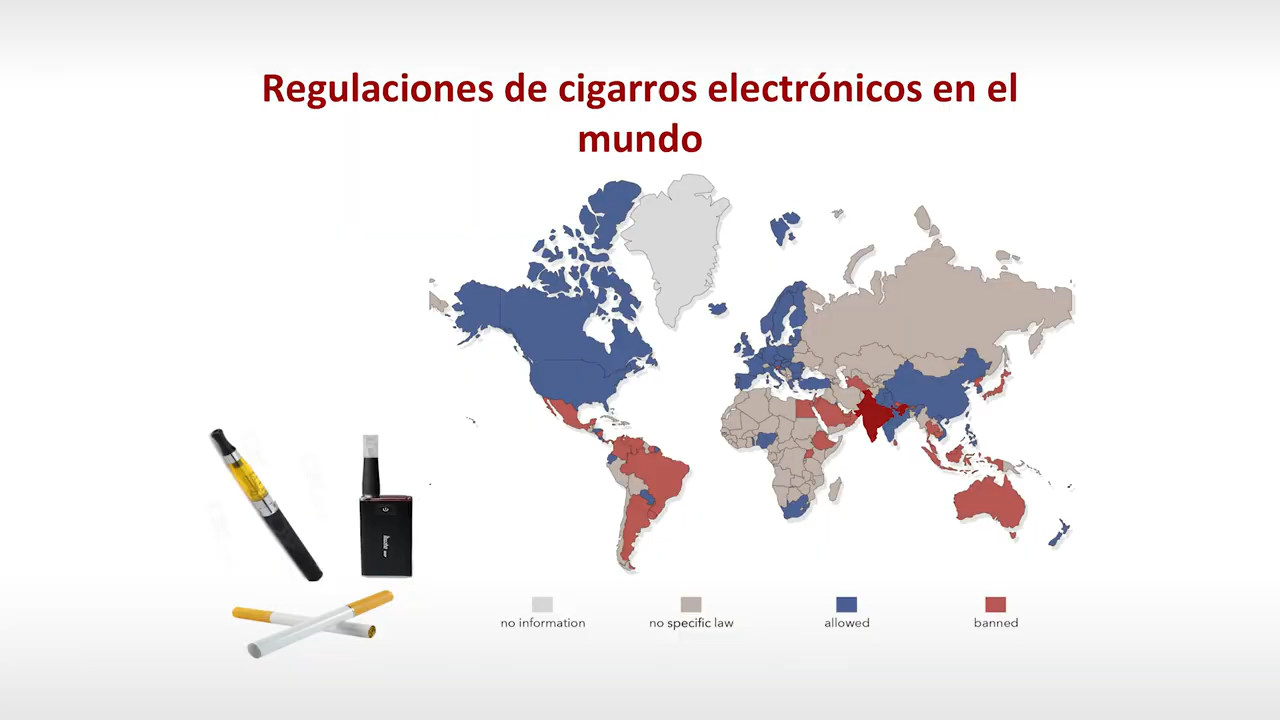 Regulaciones de cigarros electrónicos en el
mundo
no information
no specific law
allowed
banned